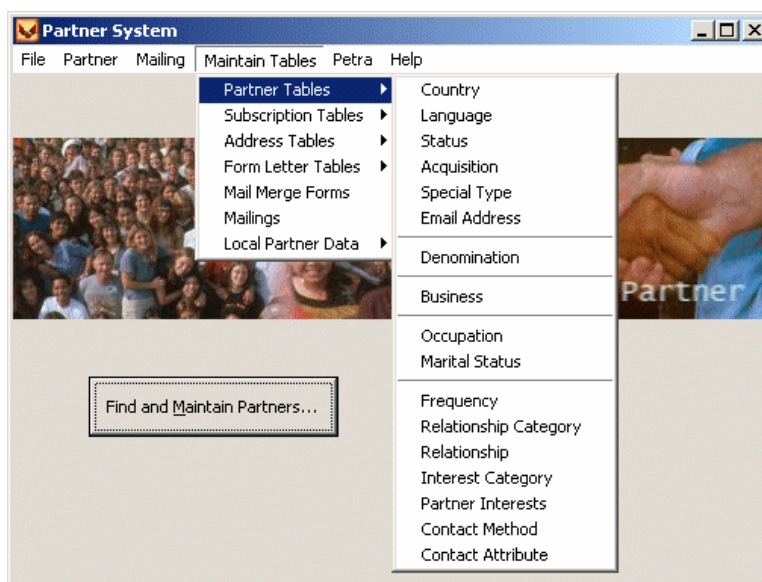 Partner System
File Partner Mailing Maintain Tables Petra Help
Partner Tables
Subscription Tables
Address Tables
Form Letter Tables
Mail Merge Forms
Mailings
Local Partner Data
Country
Language
Status
Acquisition
Special Type
Email Address
Denomination
Business
Occupation
Marital Status
Frequency
Relationship Category
Relationship
Interest Category
Partner Interests
Contact Method
Contact Attribute
Partner
Find and Maintain Partners...